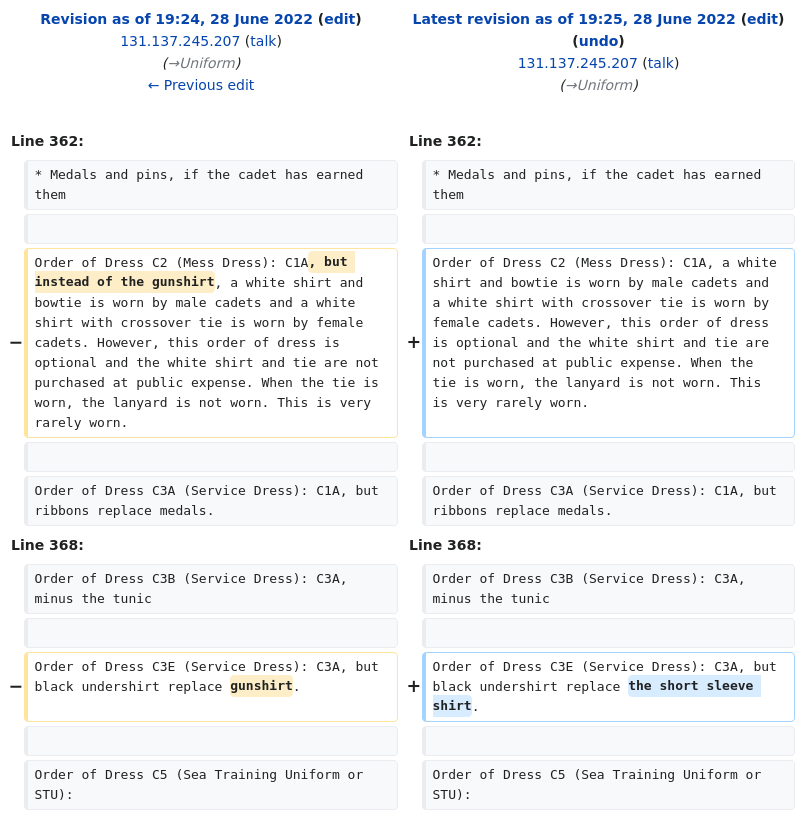 Revision as of 19:24, 28 June 2022 (edit)
131.137.245.207 (talk)
(→Uniform)
← Previous edit
Latest revision as of 19:25, 28 June 2022 (edit)
(undo)
131.137.245.207 (talk)
(→Uniform)
Line 362:
Line 362:
* Medals and pins, if the cadet has earned
them
* Medals and pins, if the cadet has earned
them
−
Order of Dress C2 (Mess Dress): C1A, but
instead of the gunshirt, a white shirt and
bowtie is worn by male cadets and a white
shirt with crossover tie is worn by female
cadets. However, this order of dress is
optional and the white shirt and tie are not
purchased at public expense. When the tie is
worn, the lanyard is not worn. This is very
rarely worn.
+
Order of Dress C2 (Mess Dress): C1A, a white
shirt and bowtie is worn by male cadets and
a white shirt with crossover tie is worn by
female cadets. However, this order of dress
is optional and the white shirt and tie are
not purchased at public expense. When the
tie is worn, the lanyard is not worn. This
is very rarely worn.
Order of Dress C3A (Service Dress): C1A, but
ribbons replace medals.
Order of Dress C3A (Service Dress): C1A, but
ribbons replace medals.
Line 368:
Line 368:
Order of Dress C3B (Service Dress): C3A,
minus the tunic
Order of Dress C3B (Service Dress): C3A,
minus the tunic
−
Order of Dress C3E (Service Dress): C3A, but
black undershirt replace gunshirt.
+
Order of Dress C3E (Service Dress): C3A, but
black undershirt replace the short sleeve
shirt.
Order of Dress C5 (Sea Training Uniform or
STU):
Order of Dress C5 (Sea Training Uniform or
STU):